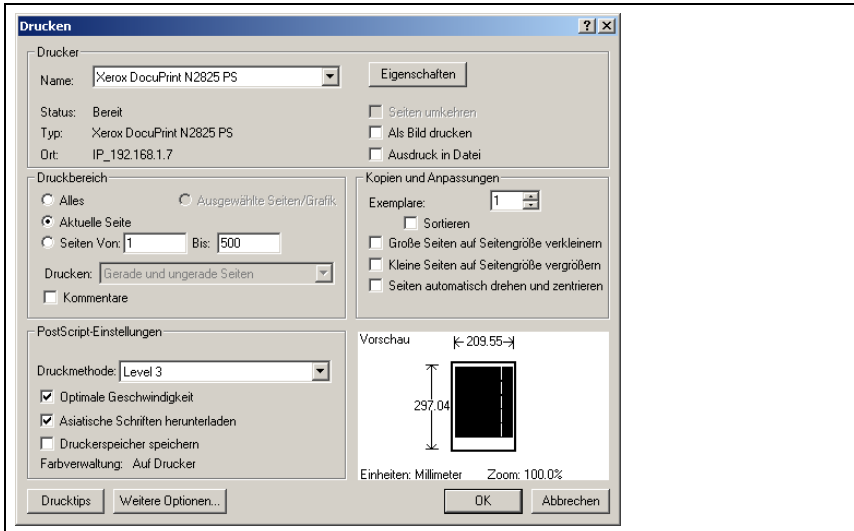 Drucken
Drucker
Name: Xerox DocuPrint N2825 PS Eigenschaften
Status: Bereit Seiten umkehren
Typ: Xerox DocuPrint N2825 PS Als Bild drucken
Ort: IP_192.168.1.7 Ausdruck in Datei
Druckbereich
Alles Ausgewählte Seiten/Grafik
Aktuelle Seite
Seiten Von: 1 Bis: 500
Drucken: Gerade und ungerade Seiten
Kommentare
Kopien und Anpassungen
Exemplare: 1
Sortieren
Große Seiten auf Seitengröße verkleinern
Kleine Seiten auf Seitengröße vergrößern
Seiten automatisch drehen und zentrieren
PostScript-Einstellungen
Druckmethode: Level 3
Optimale Geschwindigkeit
Asiatische Schriften herunterladen
Druckerspeicher speichern
Farbverwaltung: Auf Drucker
Vorschau 209.55
297.04
Einheiten: Millimeter Zoom: 100.0%
Drucktips Weitere Optionen... OK Abbrechen